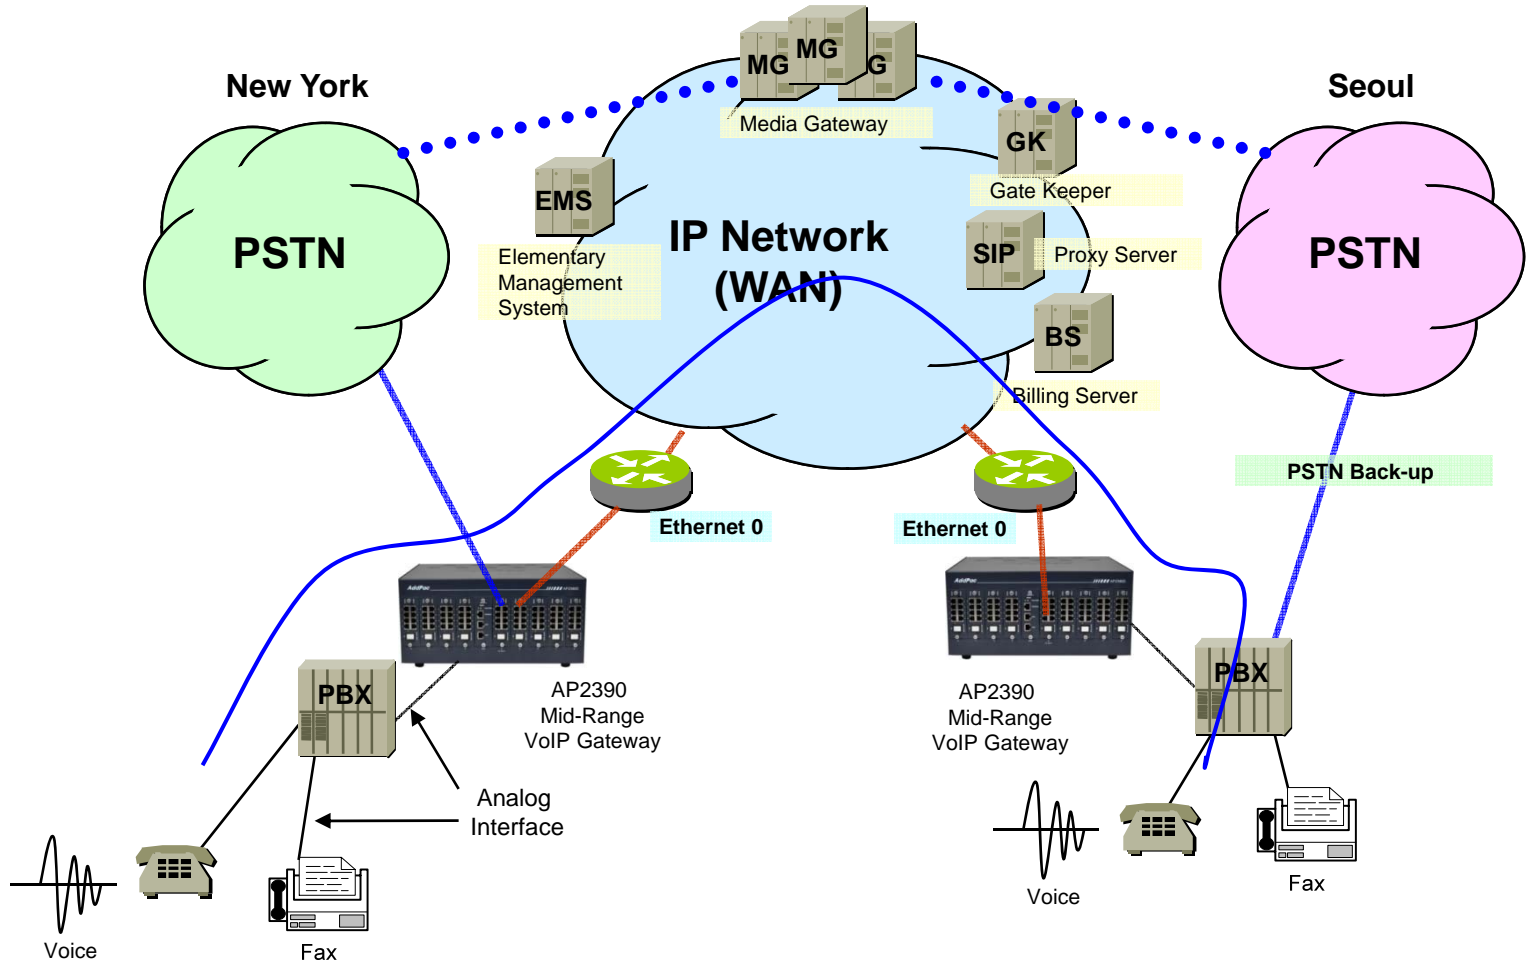 New York
Seoul
MG
MG
G
Media Gateway
GK
Gate Keeper
EMS
Elementary
Management
System
PSTN
IP Network
(WAN)
SIP
Proxy Server
PSTN
BS
Billing Server
PSTN Back-up
Ethernet 0
Ethernet 0
AddPac
AddPac
PBX
AP2390
Mid-Range
VoIP Gateway
AP2390
Mid-Range
VoIP Gateway
PBX
Analog
Interface
Voice
Fax
Voice
Fax